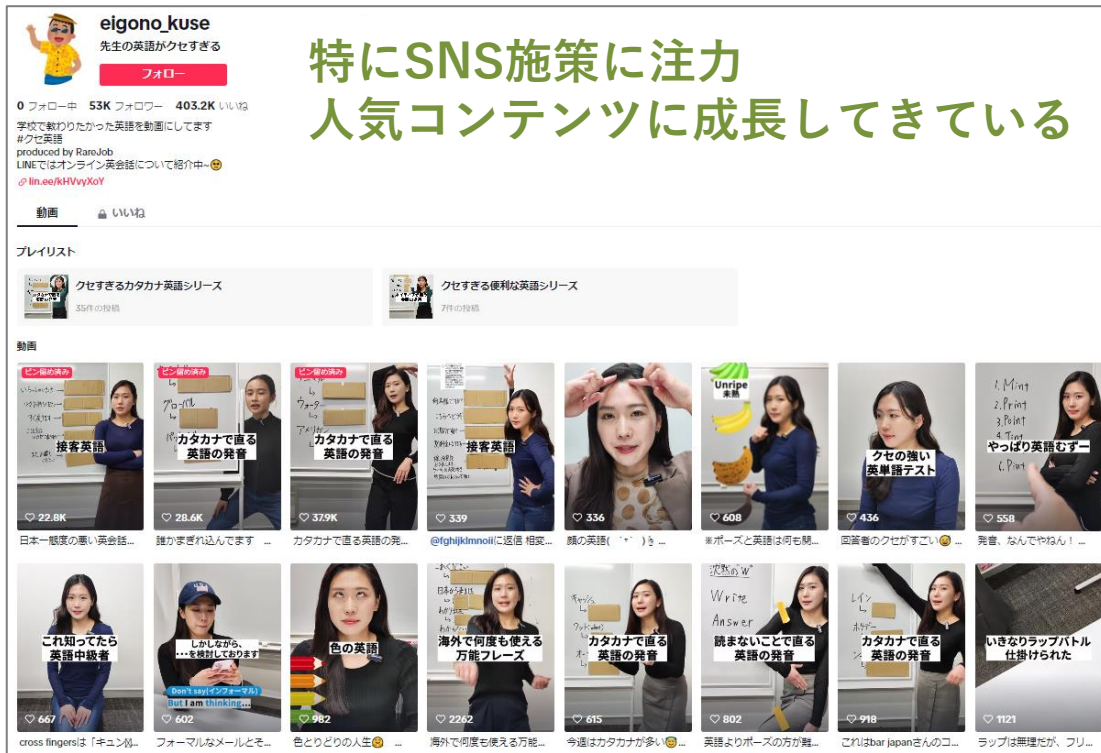 eigono_kuse
先生の英語がクセすぎる
フォロー
特にSNS施策に注力
人気コンテンツに成長してきている
0 フォロー中 53K フォロワー 403.2K いいね
学校で教わりたかった英語を動画にしてます
#クセ英語
produced by RareJob
LINEではオンライン英会話について紹介中~
lin.ee/kHVvyXoY
動画 いいね
プレイリスト
クセすぎるカタカナ英語シリーズ
35件の投稿
クセすぎる便利な英語シリーズ
7件の投稿
動画
ピン留め済み
接客英語
22.8K
日本一態度の悪い英会話...
ピン留め済み
グローバル
カタカナで直る
英語の発音
28.6K
誰かまぎれ込んでます ...
ピン留め済み
ウォーター
アメリカン
カタカナで直る
英語の発音
37.9K
カタカナで直る英語の発...
接客英語
339
@fghijklmnoiiに返信 相変...
336
顔の英語
Unripe
未熟
608
※ポーズと英語は何も関...
クセの強い
英単語テスト
436
回答者のクセがすごい ...
1. Mint
2. Print
3. Point
4. Tint
やっぱり英語むずー
558
発音、なんでやねん! ...
これ知ってたら
英語中級者
667
cross fingersは「キュン...
しかしながら、
・・・を検討しております
Don't say(インフォーマル)
But I am thinking...
602
フォーマルなメールとそ...
色の英語
982
色とりどりの人生 ...
海外で何度も使える
万能フレーズ
2262
海外で何度も使える万能...
キャッシュ
カタカナで直る
英語の発音
615
今週はカタカナが多い ...
沈黙の"W"
Write
Answer
読まないことで直る
英語の発音
802
英語よりポーズの方が難...
レイン
ホリデー
カタカナで直る
英語の発音
918
これはbar japanさんのコ...
いきなりラップバトル
仕掛けられた
1121
ラップは無理だが、フリ...